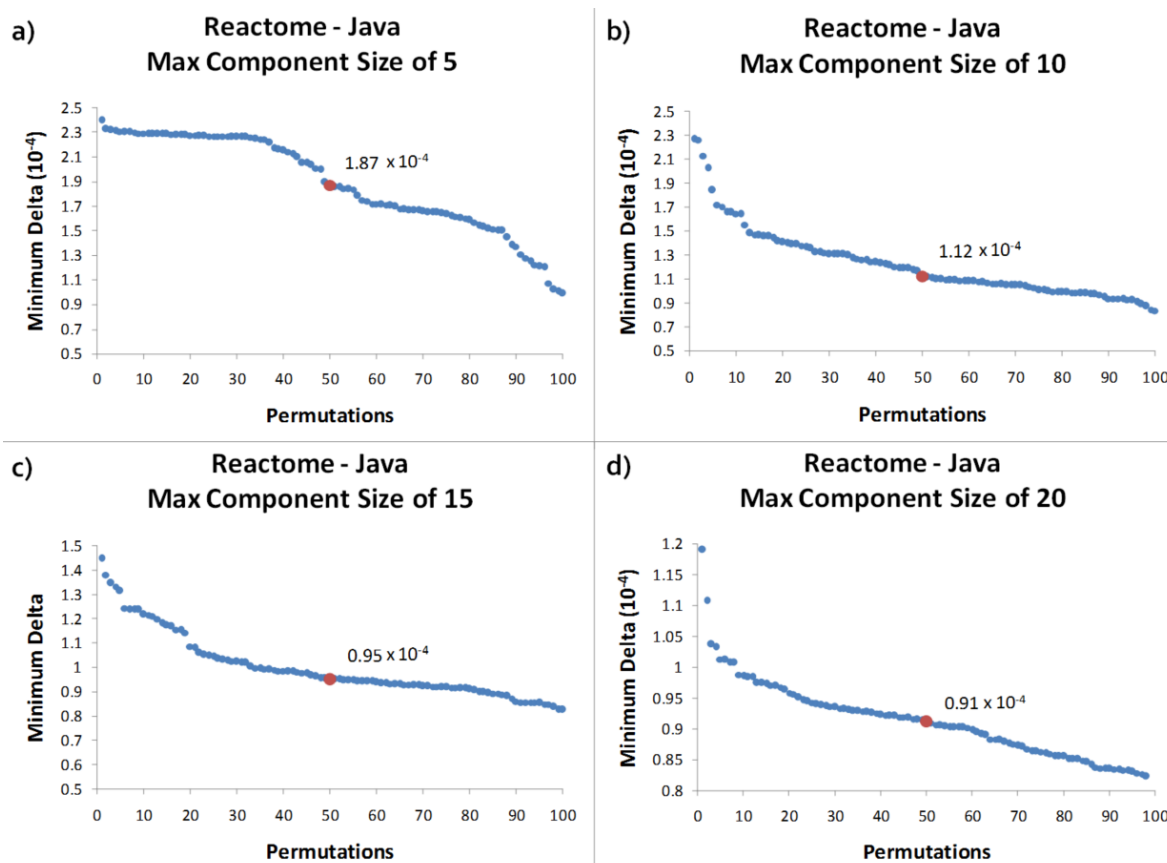 a)
Reactome - Java
Max Component Size of 5
Minimum Delta (10-4)
2.5
2.3
2.1
1.9
1.7
1.5
1.3
1.1
0.9
0.7
0.5
1.87 x 10-4
0 10 20 30 40 50 60 70 80 90 100
Permutations
b)
Reactome - Java
Max Component Size of 10
Minimum Delta (10-4)
2.5
2.3
2.1
1.9
1.7
1.5
1.3
1.1
0.9
0.7
0.5
1.12 x 10-4
0 10 20 30 40 50 60 70 80 90 100
Permutations
c)
Reactome - Java
Max Component Size of 15
Minimum Delta
1.5
1.4
1.3
1.2
1.1
1
0.9
0.8
0.7
0.6
0.5
0.95 x 10-4
0 10 20 30 40 50 60 70 80 90 100
Permutations
d)
Reactome - Java
Max Component Size of 20
Minimum Delta (10-4)
1.2
1.15
1.1
1.05
1
0.95
0.9
0.85
0.8
0.91 x 10-4
0 10 20 30 40 50 60 70 80 90 100
Permutations